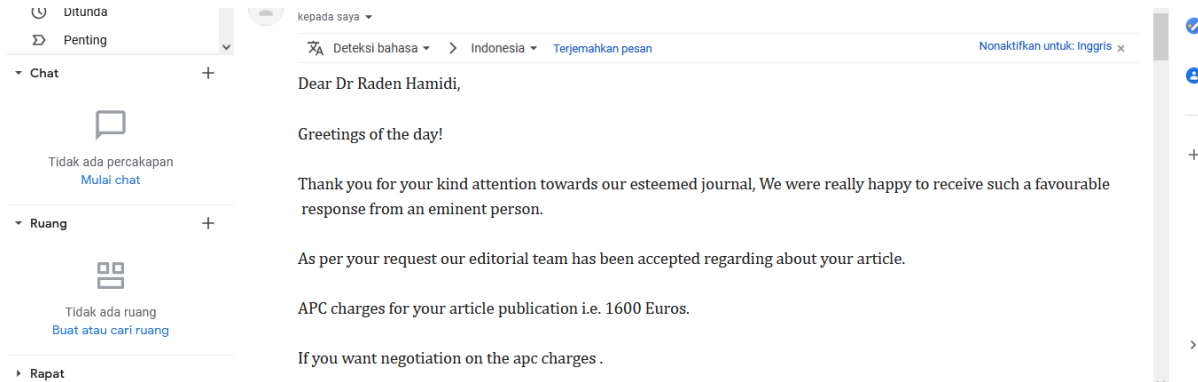 Ditunda
Penting
Chat
Tidak ada percakapan
Mulai chat
Ruang
Tidak ada ruang
Buat atau cari ruang
Rapat
kepada saya
Deteksi bahasa > Indonesia Terjemahkan pesan Nonaktifkan untuk: Inggris x
Dear Dr Raden Hamidi,
Greetings of the day!
Thank you for your kind attention towards our esteemed journal, We were really happy to receive such a favourable
response from an eminent person.
As per your request our editorial team has been accepted regarding about your article.
APC charges for your article publication i.e. 1600 Euros.
If you want negotiation on the apc charges .